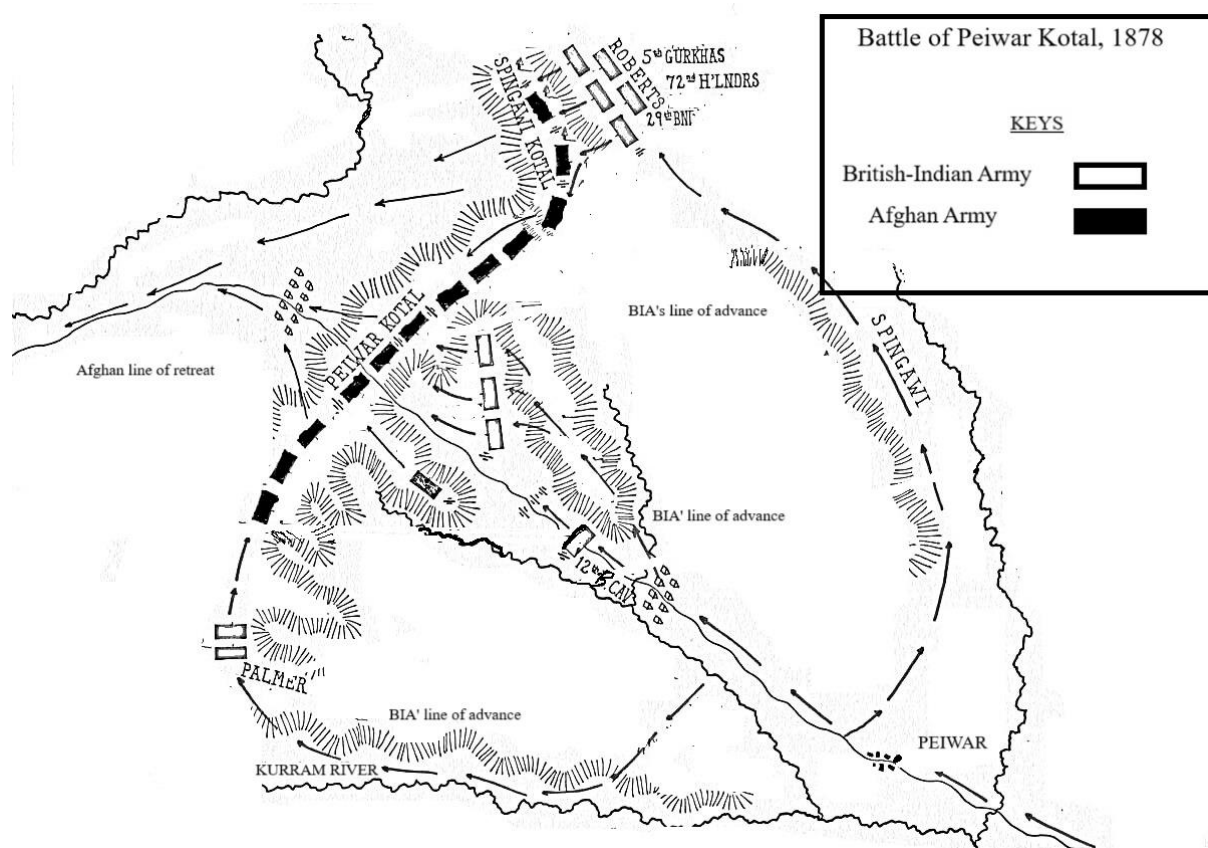 Battle of Peiwar Kotal, 1878
KEYS
British-Indian Army
Afghan Army
5th GURKHAS
72nd H'LNDRS
ROBERTS
29th BNI
SPINGAWI KOTAL
PEIWAR KOTAL
BIA's line of advance
SPINGAWI
Afghan line of retreat
BIA' line of advance
12th B CAV
PALMER
BIA' line of advance
PEIWAR
KURRAM RIVER